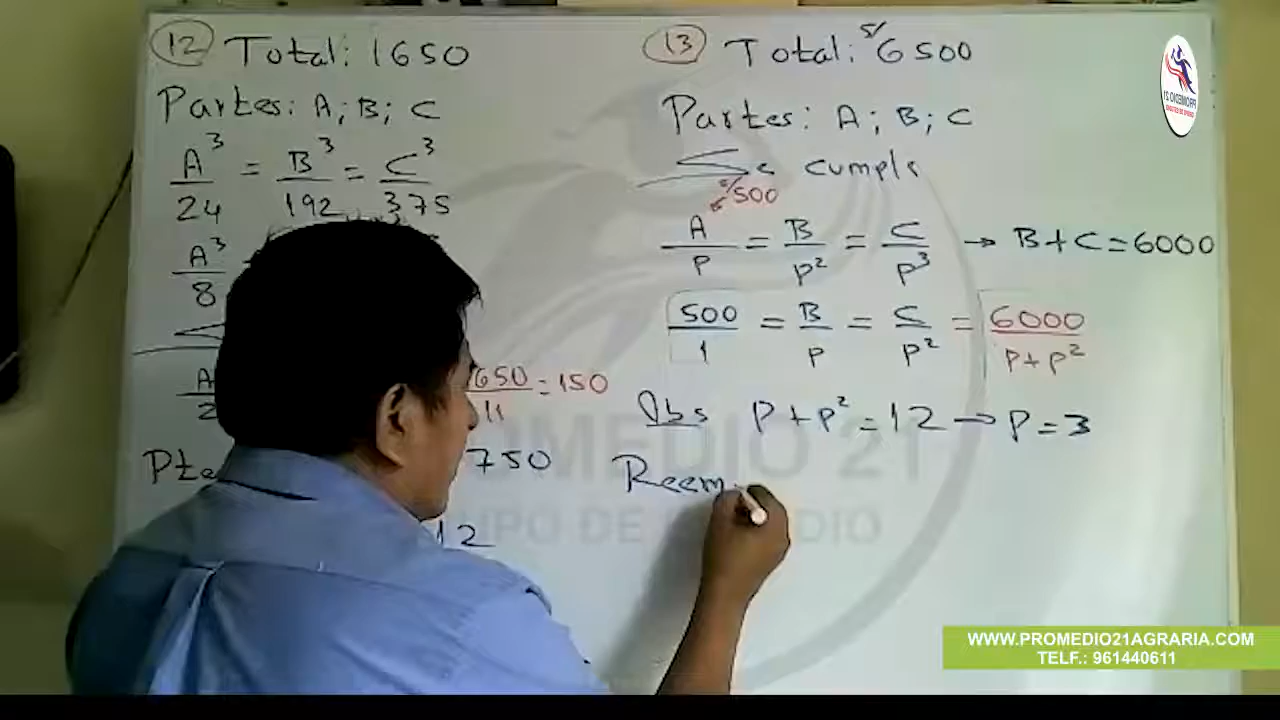 12 Total: 1650
Partes: A; B; C
A³/24 = B³/192 = C³/375
A³/8
1650/11 = 150
750
12
13 Total: S/6500
Partes: A; B; C
Se cumple
S/500
A/P = B/P² = C/P³ → B+C=6000
500/1 = B/P = C/P² = 6000/P+P²
Obs P+P²=12 → P=3
Reem
PROMEDIO 21
WWW.PROMEDIO21AGRARIA.COM
TELF.: 961440611